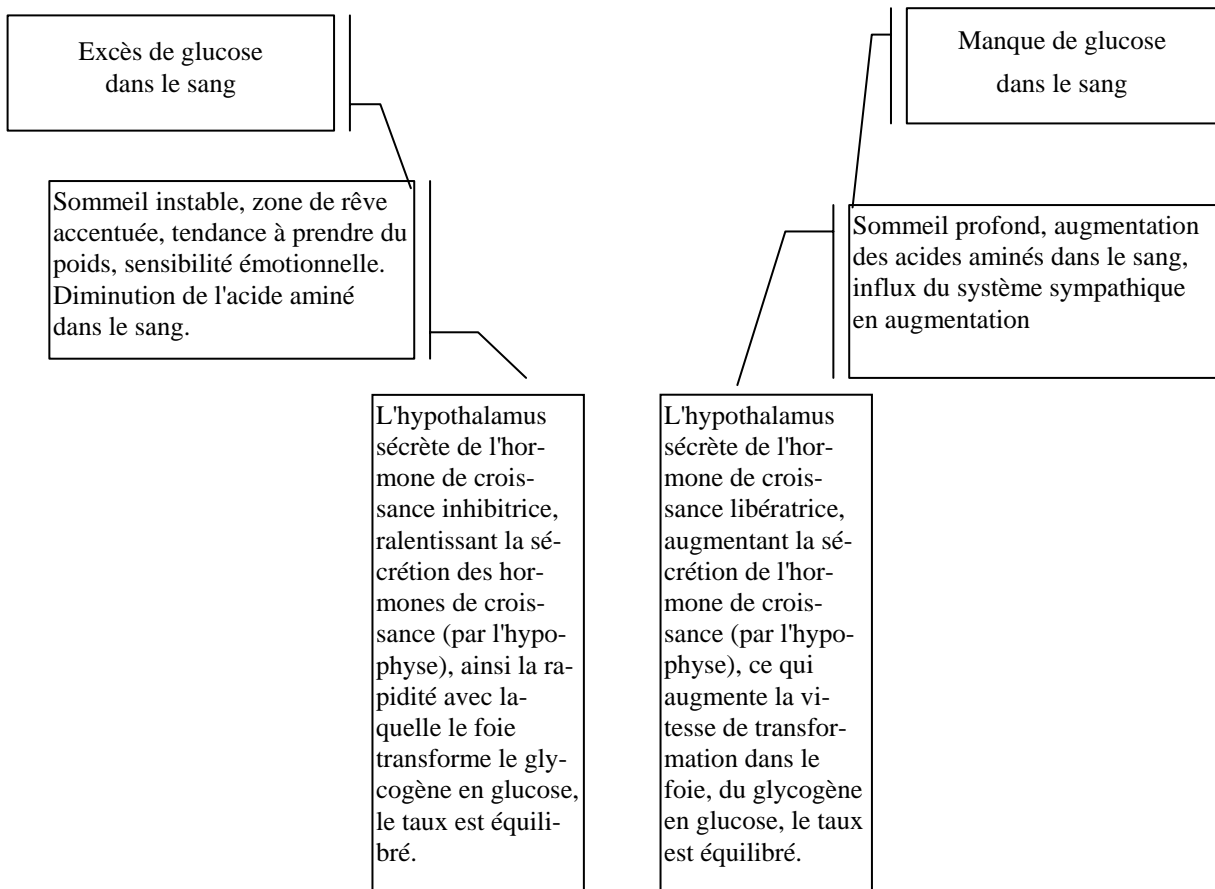 Excès de glucose
dans le sang
Manque de glucose
dans le sang
Sommeil instable, zone de rêve
accentuée, tendance à prendre du
poids, sensibilité émotionnelle.
Diminution de l'acide aminé
dans le sang.
Sommeil profond, augmentation
des acides aminés dans le sang,
influx du système sympathique
en augmentation
L'hypothalamus
sécrète de l'hor-
mone de crois-
sance inhibitrice,
ralentissant la sé-
crétion des hor-
mones de crois-
sance (par l'hypo-
physe), ainsi la ra-
pidité avec la-
quelle le foie
transforme le gly-
cogène en glucose,
le taux est équili-
bré.
L'hypothalamus
sécrète de l'hor-
mone de crois-
sance libératrice,
augmentant la sé-
crétion de l'hor-
mone de crois-
sance (par l'hypo-
physe), ce qui
augmente la vi-
tesse de transfor-
mation dans le
foie, du glycogène
en glucose, le taux
est équilibré.